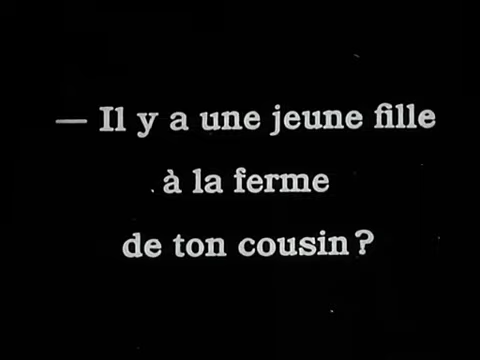 — Il y a une jeune fille
à la ferme
de ton cousin ?